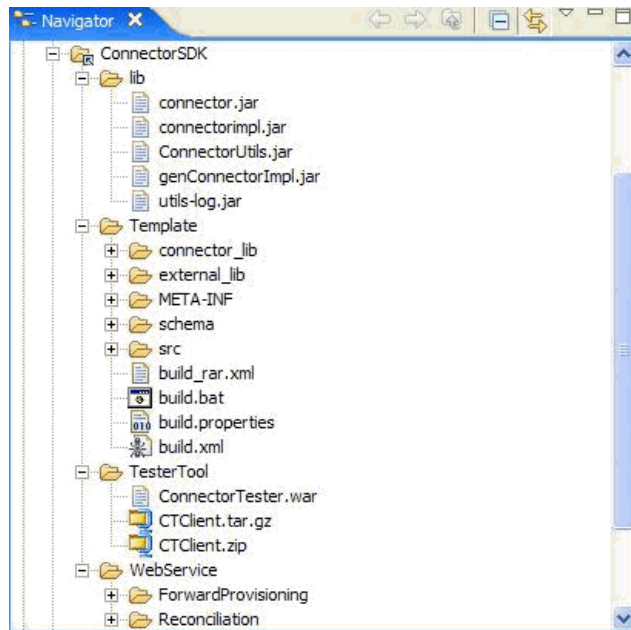 Navigator
ConnectorSDK
lib
connector.jar
connectorimpl.jar
ConnectorUtils.jar
genConnectorImpl.jar
utils-log.jar
Template
connector_lib
external_lib
META-INF
schema
src
build_rar.xml
build.bat
build.properties
build.xml
TesterTool
ConnectorTester.war
CTClient.tar.gz
CTClient.zip
WebService
ForwardProvisioning
Reconciliation